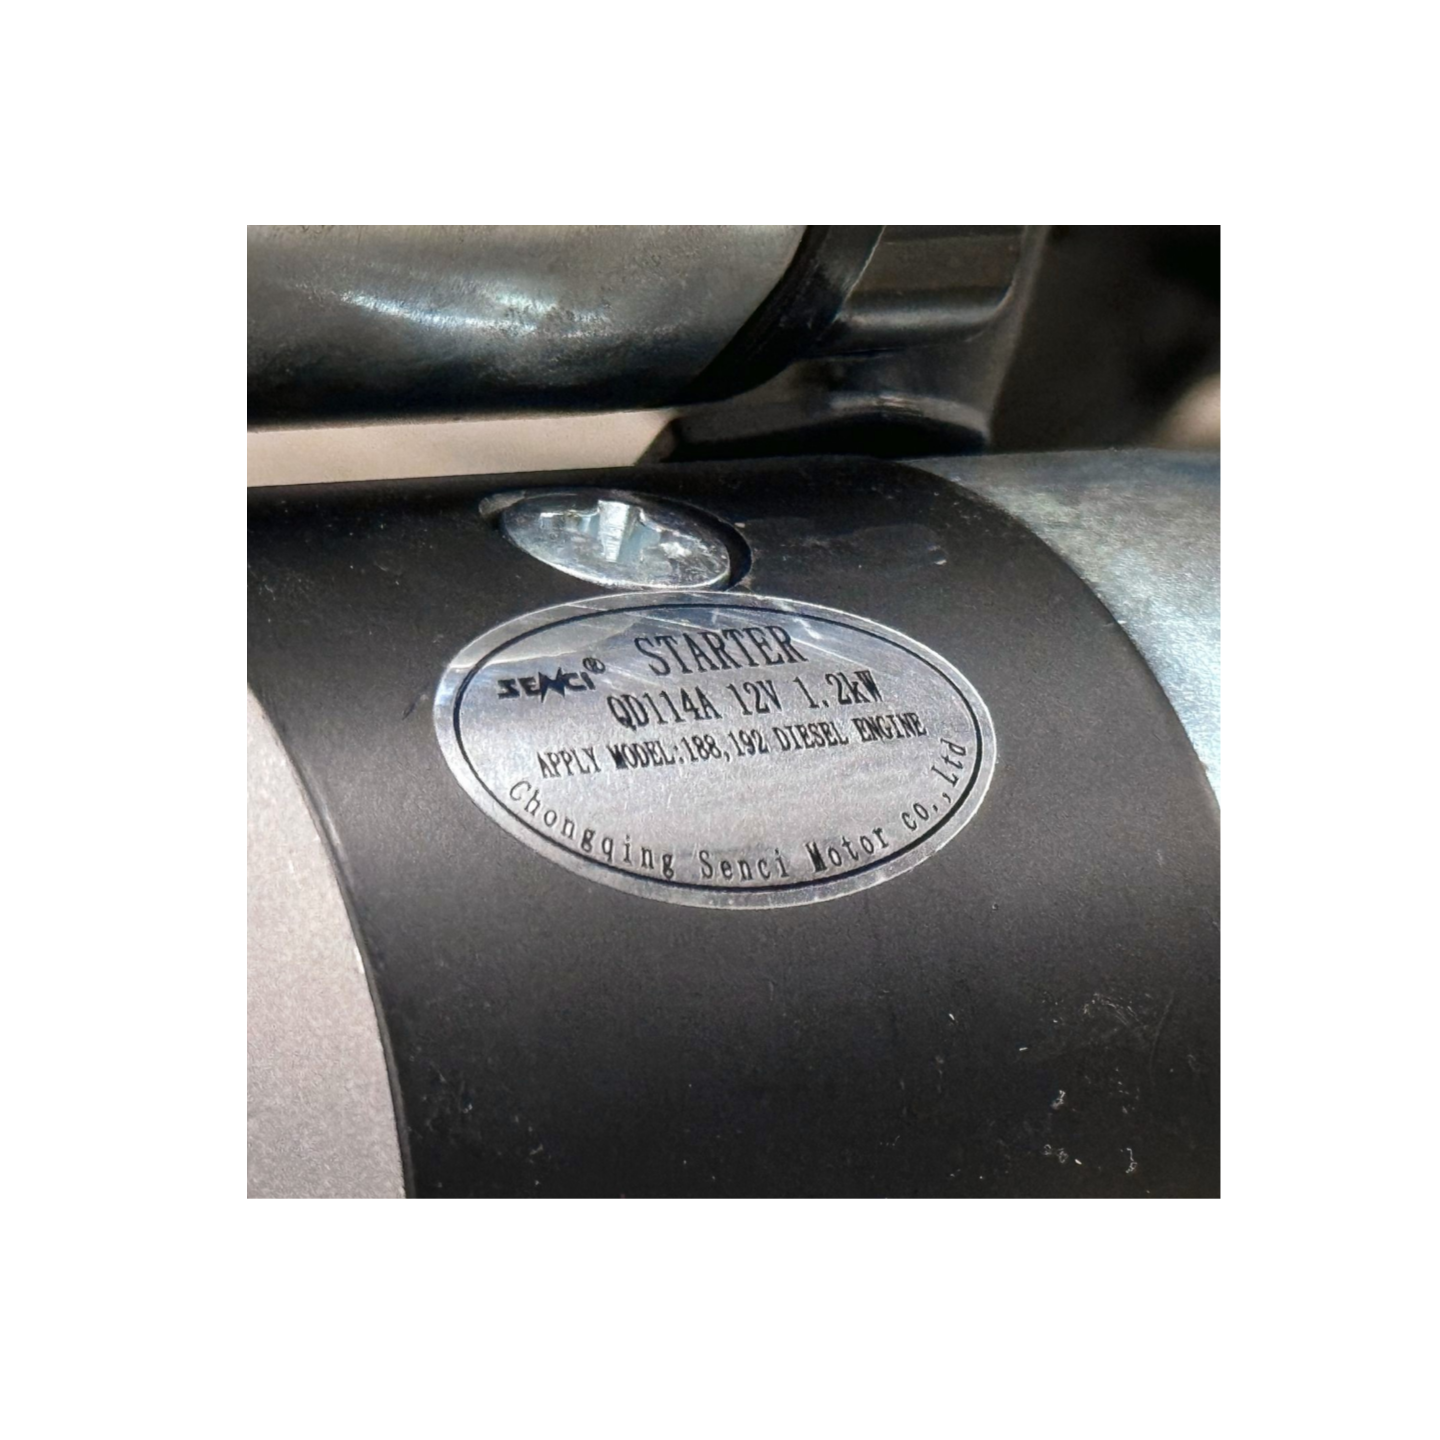 SENCI® STARTER
QD114A 12V 1.2kW
APPLY MODEL:188,192 DIESEL ENGINE
Chongqing Senci Motor co.,Ltd